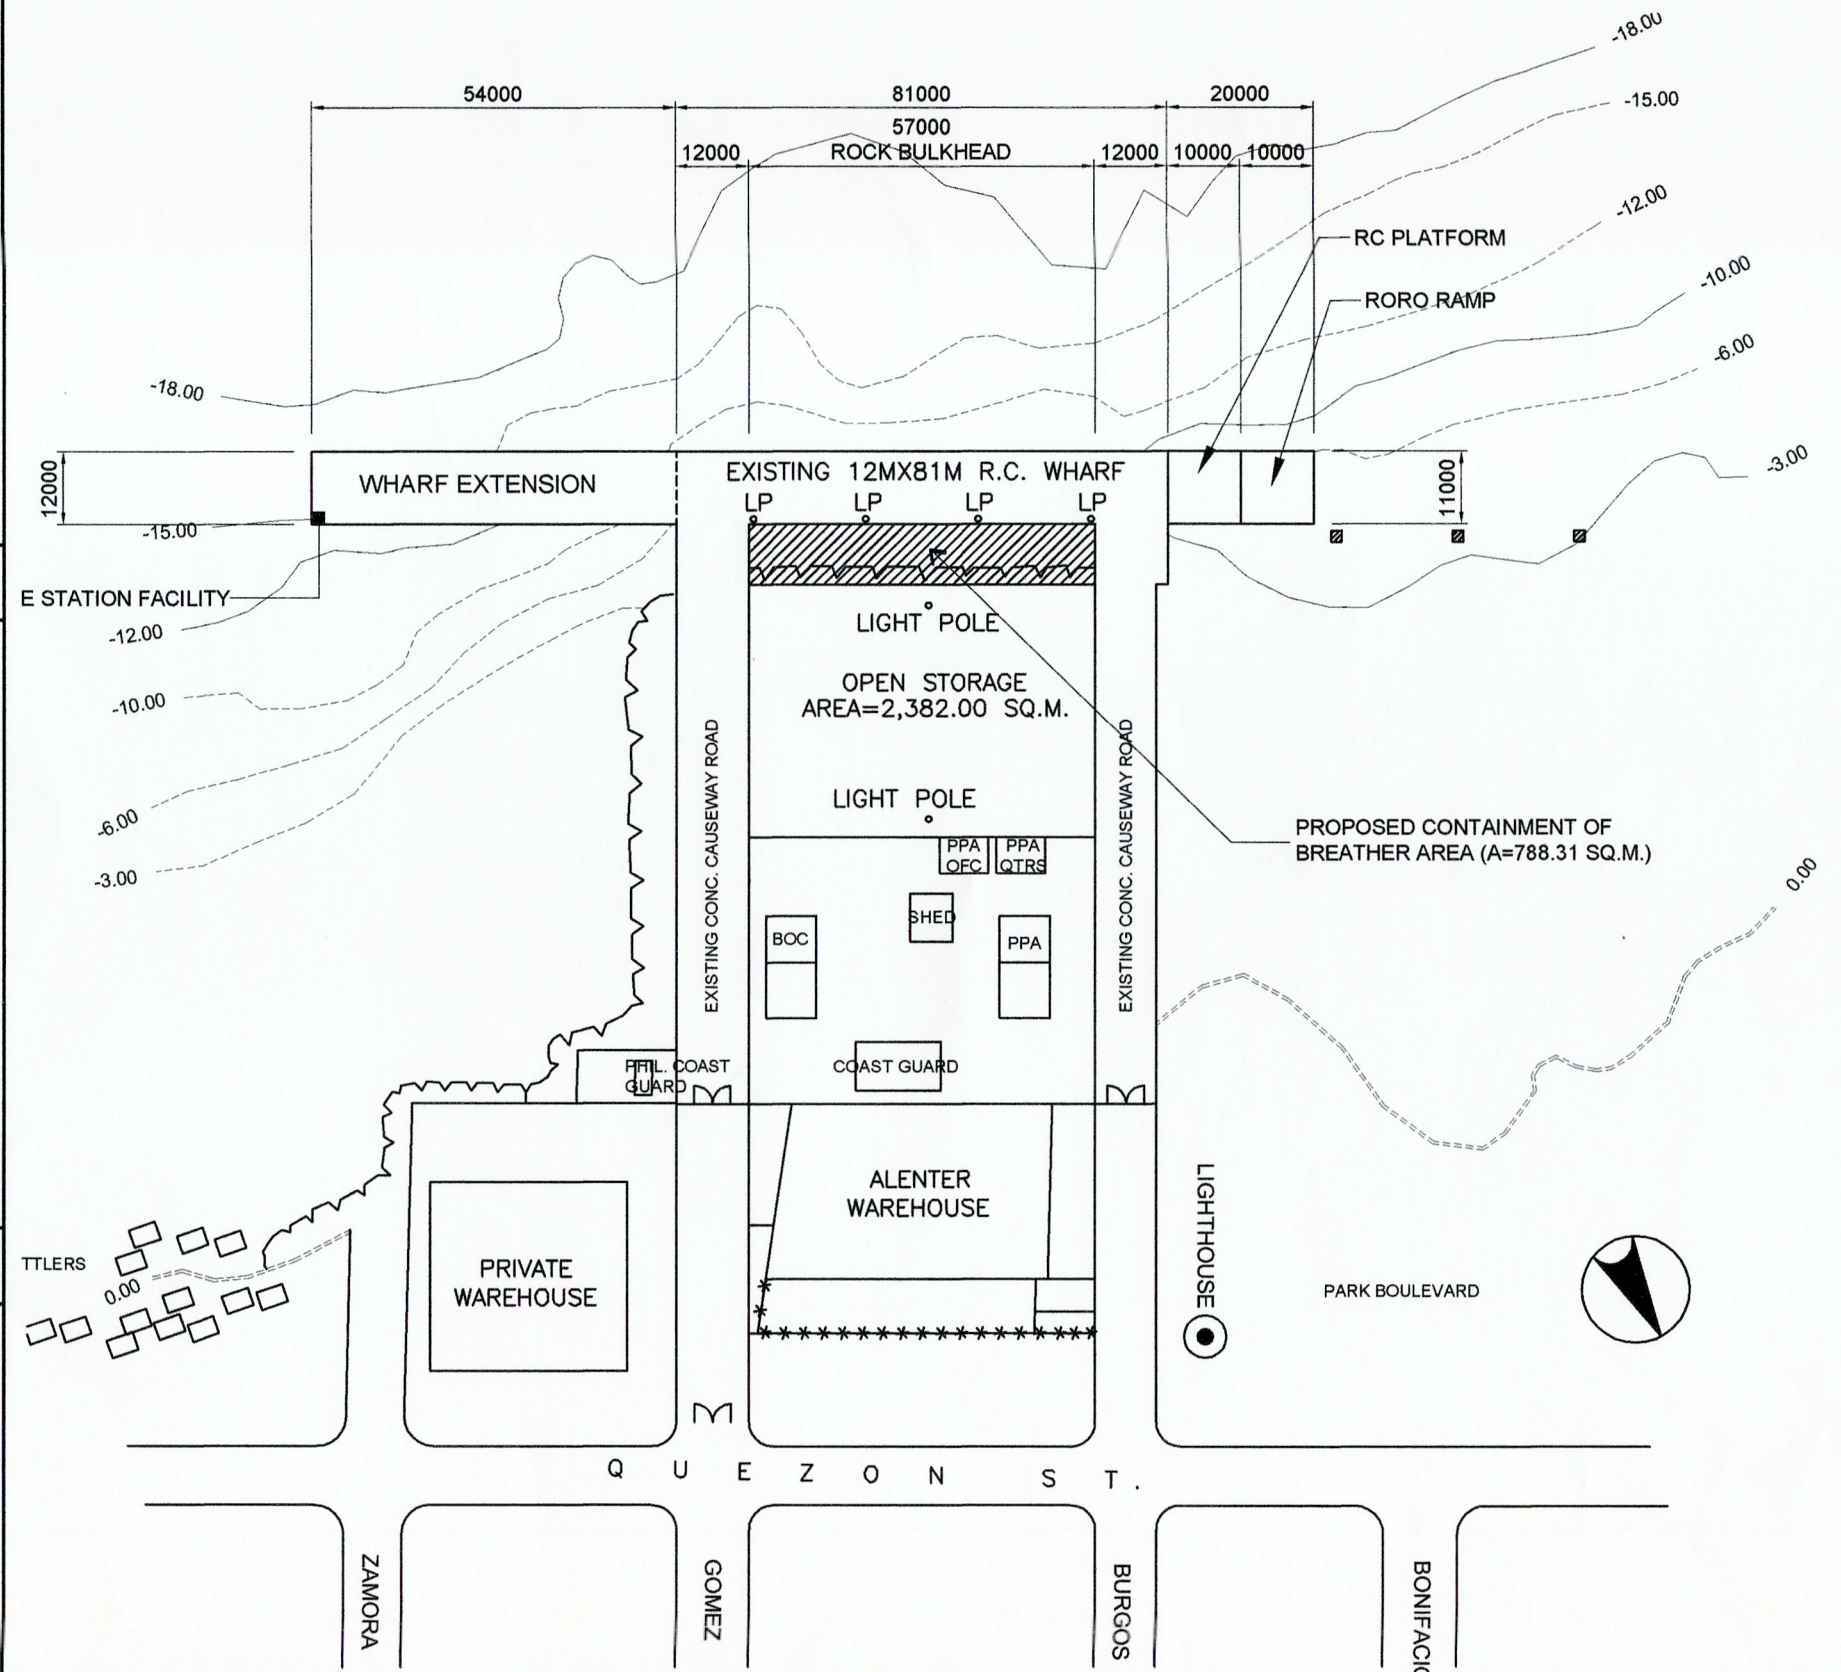 -18.00
54000
81000
20000
-15.00
57000
12000
ROCK BULKHEAD
12000
10000
10000
-12.00
RC PLATFORM
-10.00
RORO RAMP
-6.00
-18.00
12000
WHARF EXTENSION
EXISTING 12MX81M R.C. WHARF
LP
LP
LP
LP
11000
-3.00
-15.00
E STATION FACILITY
-12.00
LIGHT POLE
OPEN STORAGE
AREA=2,382.00 SQ.M.
-10.00
EXISTING CONC. CAUSEWAY ROAD
EXISTING CONC. CAUSEWAY ROAD
LIGHT POLE
-6.00
PROPOSED CONTAINMENT OF
BREATHER AREA (A=788.31 SQ.M.)
PPA
OFC
PPA
QTRS
-3.00
0.00
SHED
BOC
PPA
PHIL. COAST
GUARD
COAST GUARD
ALENTER
WAREHOUSE
LIGHTHOUSE
TTLERS
0.00
PRIVATE
WAREHOUSE
PARK BOULEVARD
QUEZON ST.
ZAMORA
GOMEZ
BURGOS
BONIFACIO